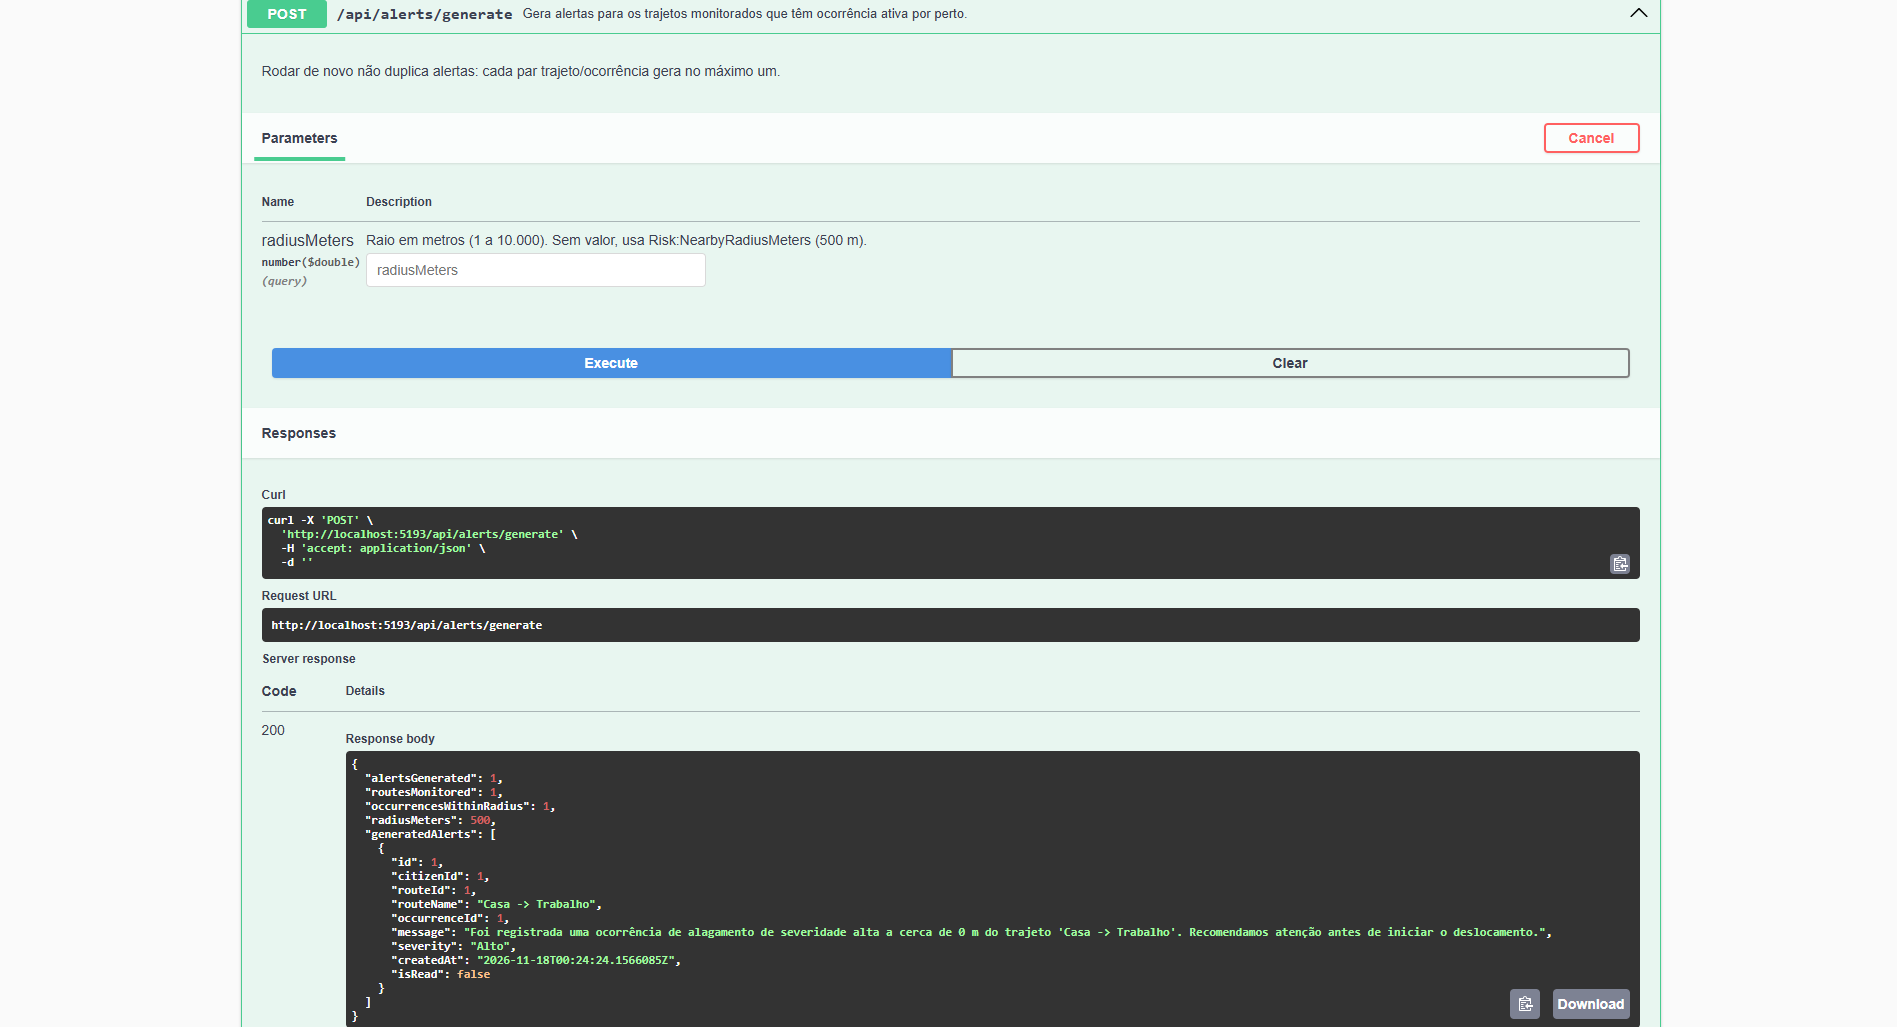 POST /api/alerts/generate Gera alertas para os trajetos monitorados que têm ocorrência ativa por perto.
Rodar de novo não duplica alertas: cada par trajeto/ocorrência gera no máximo um.
Parameters
Cancel
Name Description
radiusMeters Raio em metros (1 a 10.000). Sem valor, usa Risk:NearbyRadiusMeters (500 m).
number($double)
(query)
radiusMeters
Execute Clear
Responses
Curl
curl -X 'POST' \
'http://localhost:5193/api/alerts/generate' \
-H 'accept: application/json' \
-d ''
Request URL
http://localhost:5193/api/alerts/generate
Server response
Code Details
200
Response body
{
"alertsGenerated": 1,
"routesMonitored": 1,
"occurrencesWithinRadius": 1,
"radiusMeters": 500,
"generatedAlerts": [
{
"id": 1,
"citizenId": 1,
"routeId": 1,
"routeName": "Casa -> Trabalho",
"occurrenceId": 1,
"message": "Foi registrada uma ocorrência de alagamento de severidade alta a cerca de 0 m do trajeto 'Casa -> Trabalho'. Recomendamos atenção antes de iniciar o deslocamento.",
"severity": "Alto",
"createdAt": "2026-11-18T00:24:24.1566085Z",
"isRead": false
}
]
}
Download